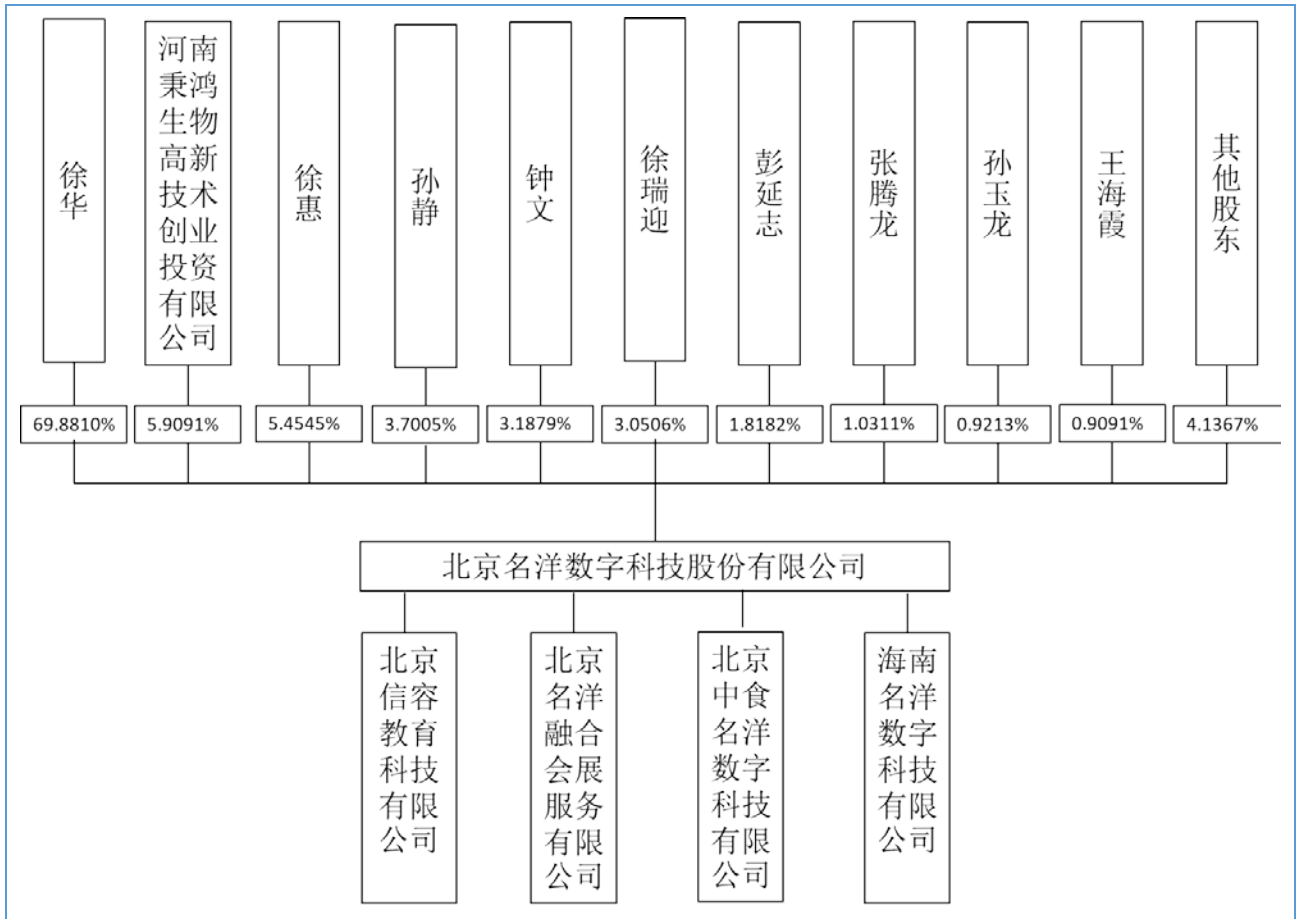 徐华
河南
秉鸿
生物
高新
技术
创业
投资
有限
公司
徐惠
孙静
钟文
徐瑞迎
彭延志
张腾龙
孙玉龙
王海霞
其他股东
69.8810%
5.9091%
5.4545%
3.7005%
3.1879%
3.0506%
1.8182%
1.0311%
0.9213%
0.9091%
4.1367%
北京名洋数字科技股份有限公司
北京
信容
教育
科技
有限
公司
北京
名洋
融合
会展
服务
有限
公司
北京
中食
名洋
数字
科技
有限
公司
海南
名洋
数字
科技
有限
公司